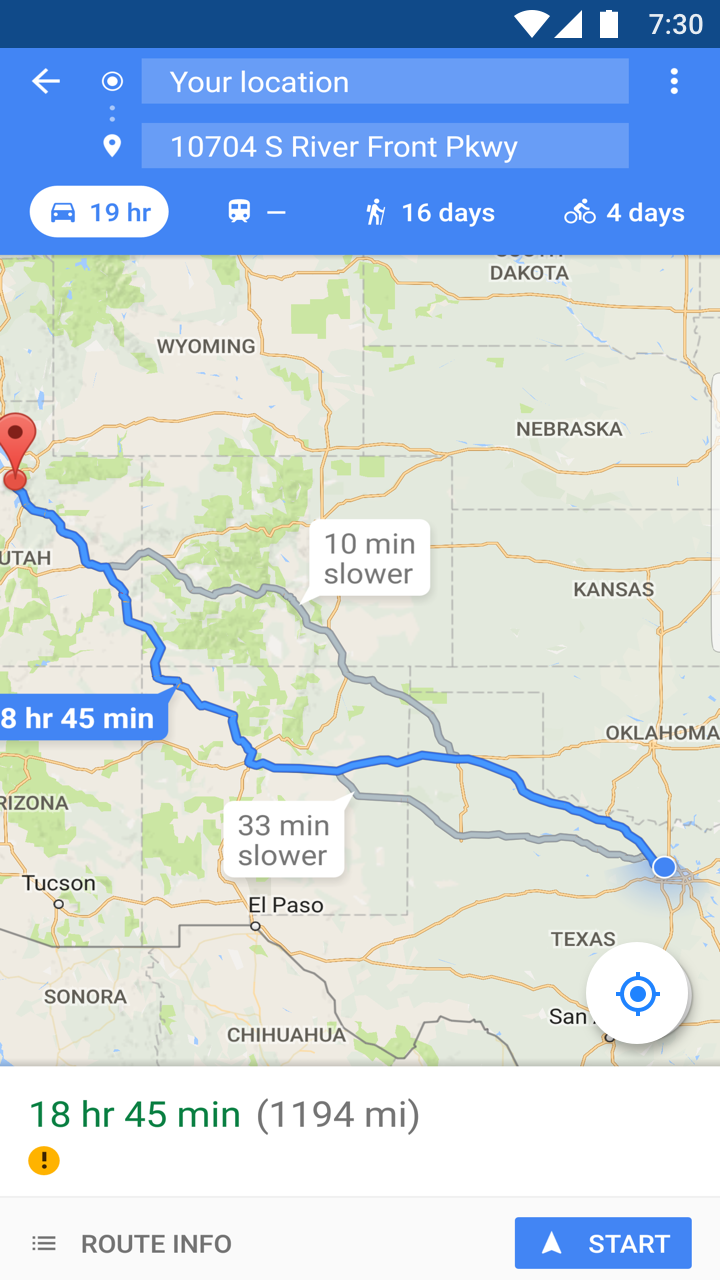 7:30
Your location
10704 S River Front Pkwy
19 hr
—
16 days
4 days
DAKOTA
WYOMING
NEBRASKA
10 min
slower
UTAH
KANSAS
8 hr 45 min
OKLAHOMA
RIZONA
33 min
slower
Tucson
El Paso
TEXAS
SONORA
San
CHIHUAHUA
18 hr 45 min (1194 mi)
!
ROUTE INFO
START